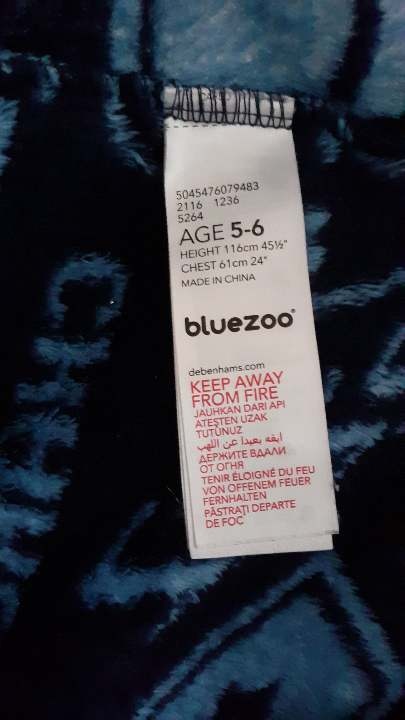 5045476079483
2116 1236
5264
AGE 5-6
HEIGHT 116cm 45½"
CHEST 61cm 24"
MADE IN CHINA
bluezoo
debenhams.com
KEEP AWAY
FROM FIRE
JAUHKAN DARI API
ATEŞTEN UZAK
TUTUNUZ
ابقه بعيدا عن اللهب
ДЕРЖИТЕ ВДАЛИ
ОТ ОГНЯ
TENIR ÉLOIGNÉ DU FEU
VON OFFENEM FEUER
FERNHALTEN
PĂSTRAŢI DEPARTE
DE FOC